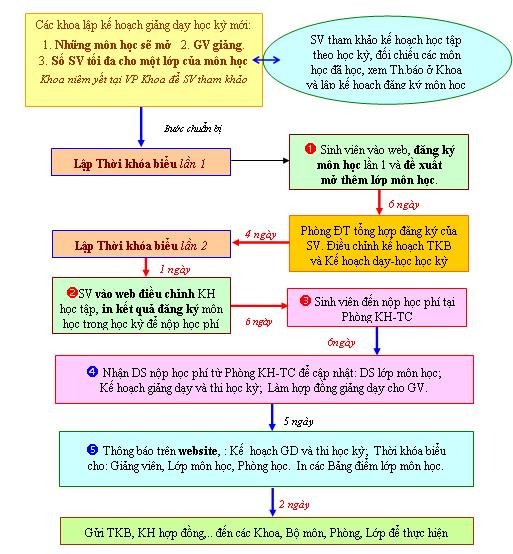 Các khoa lập kế hoạch giảng dạy học kỳ mới:
1. Những môn học sẽ mở 2. GV giảng.
3. Số SV tối đa cho một lớp của môn học
Khoa niêm yết tại VP Khoa để SV tham khảo
SV tham khảo kế hoạch học tập
theo học kỳ, đối chiếu các môn
đã học, xem Th.báo ở Khoa
và lập kế hoạch đăng ký môn học
Bước chuẩn bị
Lập Thời khóa biểu lần 1
❶ Sinh viên vào web, đăng ký
môn học lần 1 và đề xuất
mở thêm lớp môn học.
6 ngày
Phòng ĐT tổng hợp đăng ký của
SV. Điều chỉnh kế hoạch TKB
và Kế hoạch dạy-học học kỳ
4 ngày
Lập Thời khóa biểu lần 2
1 ngày
❷SV vào web điều chỉnh KH
học tập, in kết quả đăng ký môn
học trong học kỳ để nộp học phí
6 ngày
❸ Sinh viên đến nộp học phí tại
Phòng KH-TC
6ngày
❹ Nhận DS nộp học phí từ Phòng KH-TC để cập nhật: DS lớp môn học;
Kế hoạch giảng dạy và thi học kỳ; Làm hợp đồng giảng dạy cho GV.
5 ngày
❺ Thông báo trên website, : Kế hoạch GD và thi học kỳ; Thời khóa biểu
cho: Giảng viên, Lớp môn học, Phòng học. In các Bảng điểm lớp môn học.
2 ngày
Gửi TKB, KH hợp đồng,.. đến các Khoa, Bộ môn, Phòng, Lớp để thực hiện